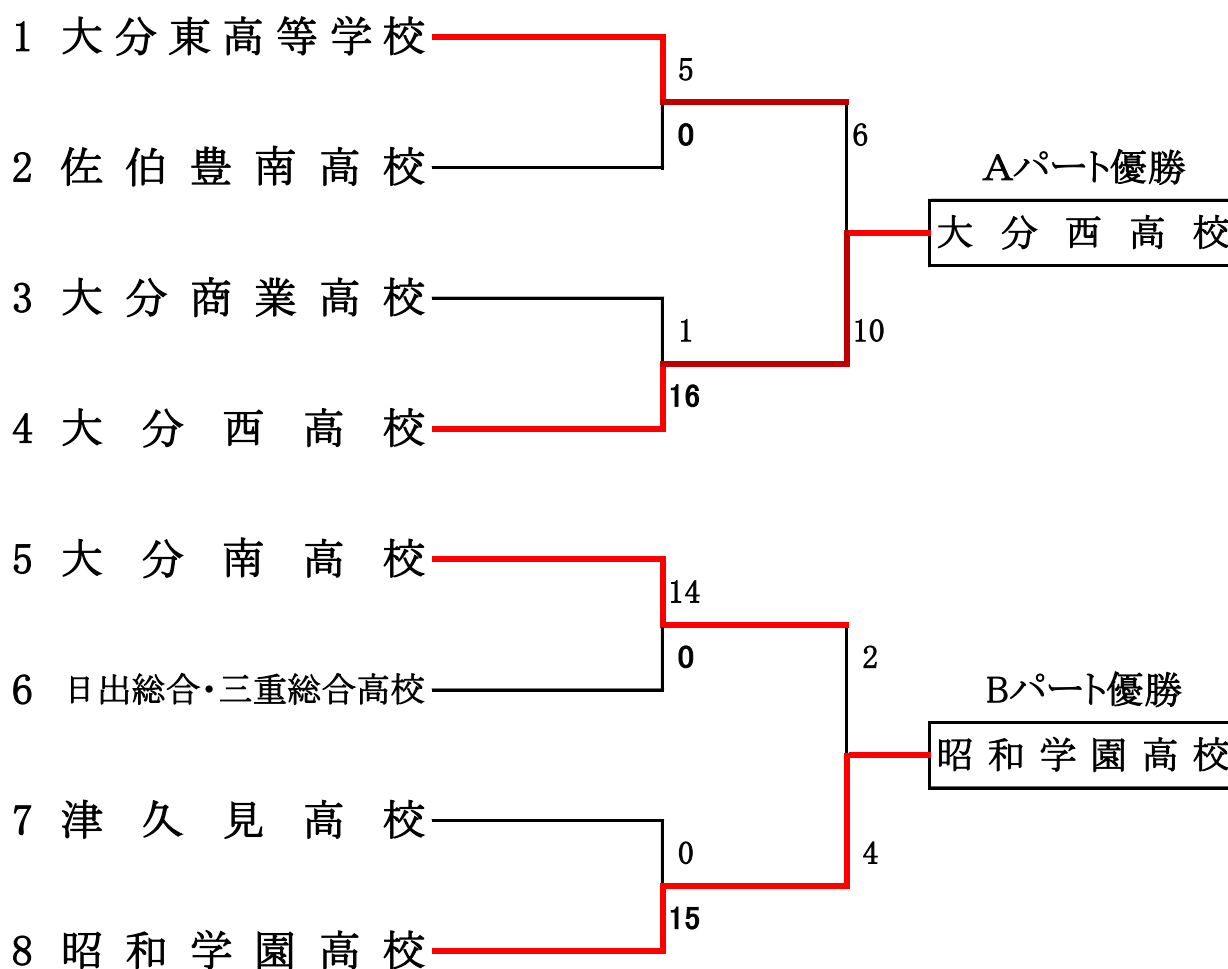 1 大分東高等学校
5
0
6
2 佐伯豊南高校
Aパート優勝
大分西高校
3 大分商業高校
1
10
16
4 大分西高校
5 大分南高校
14
0
2
6 日出総合・三重総合高校
Bパート優勝
昭和学園高校
7 津久見高校
0
4
15
8 昭和学園高校